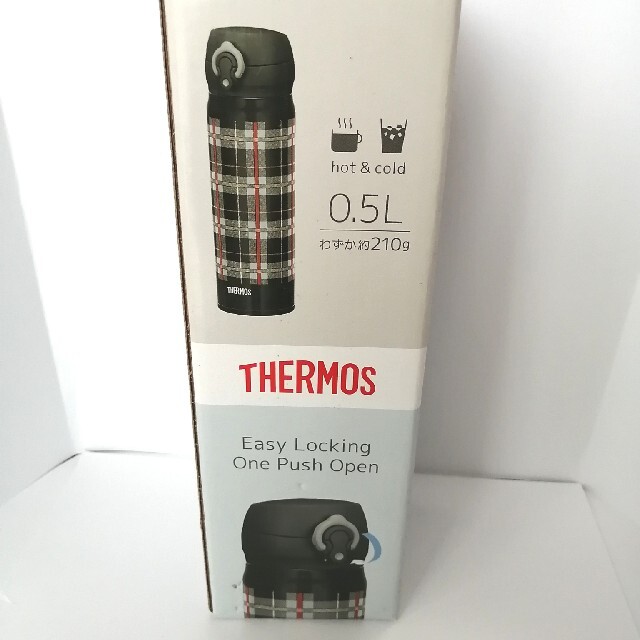 hot & cold
0.5L
わずか約210g
THERMOS
THERMOS
Easy Locking
One Push Open